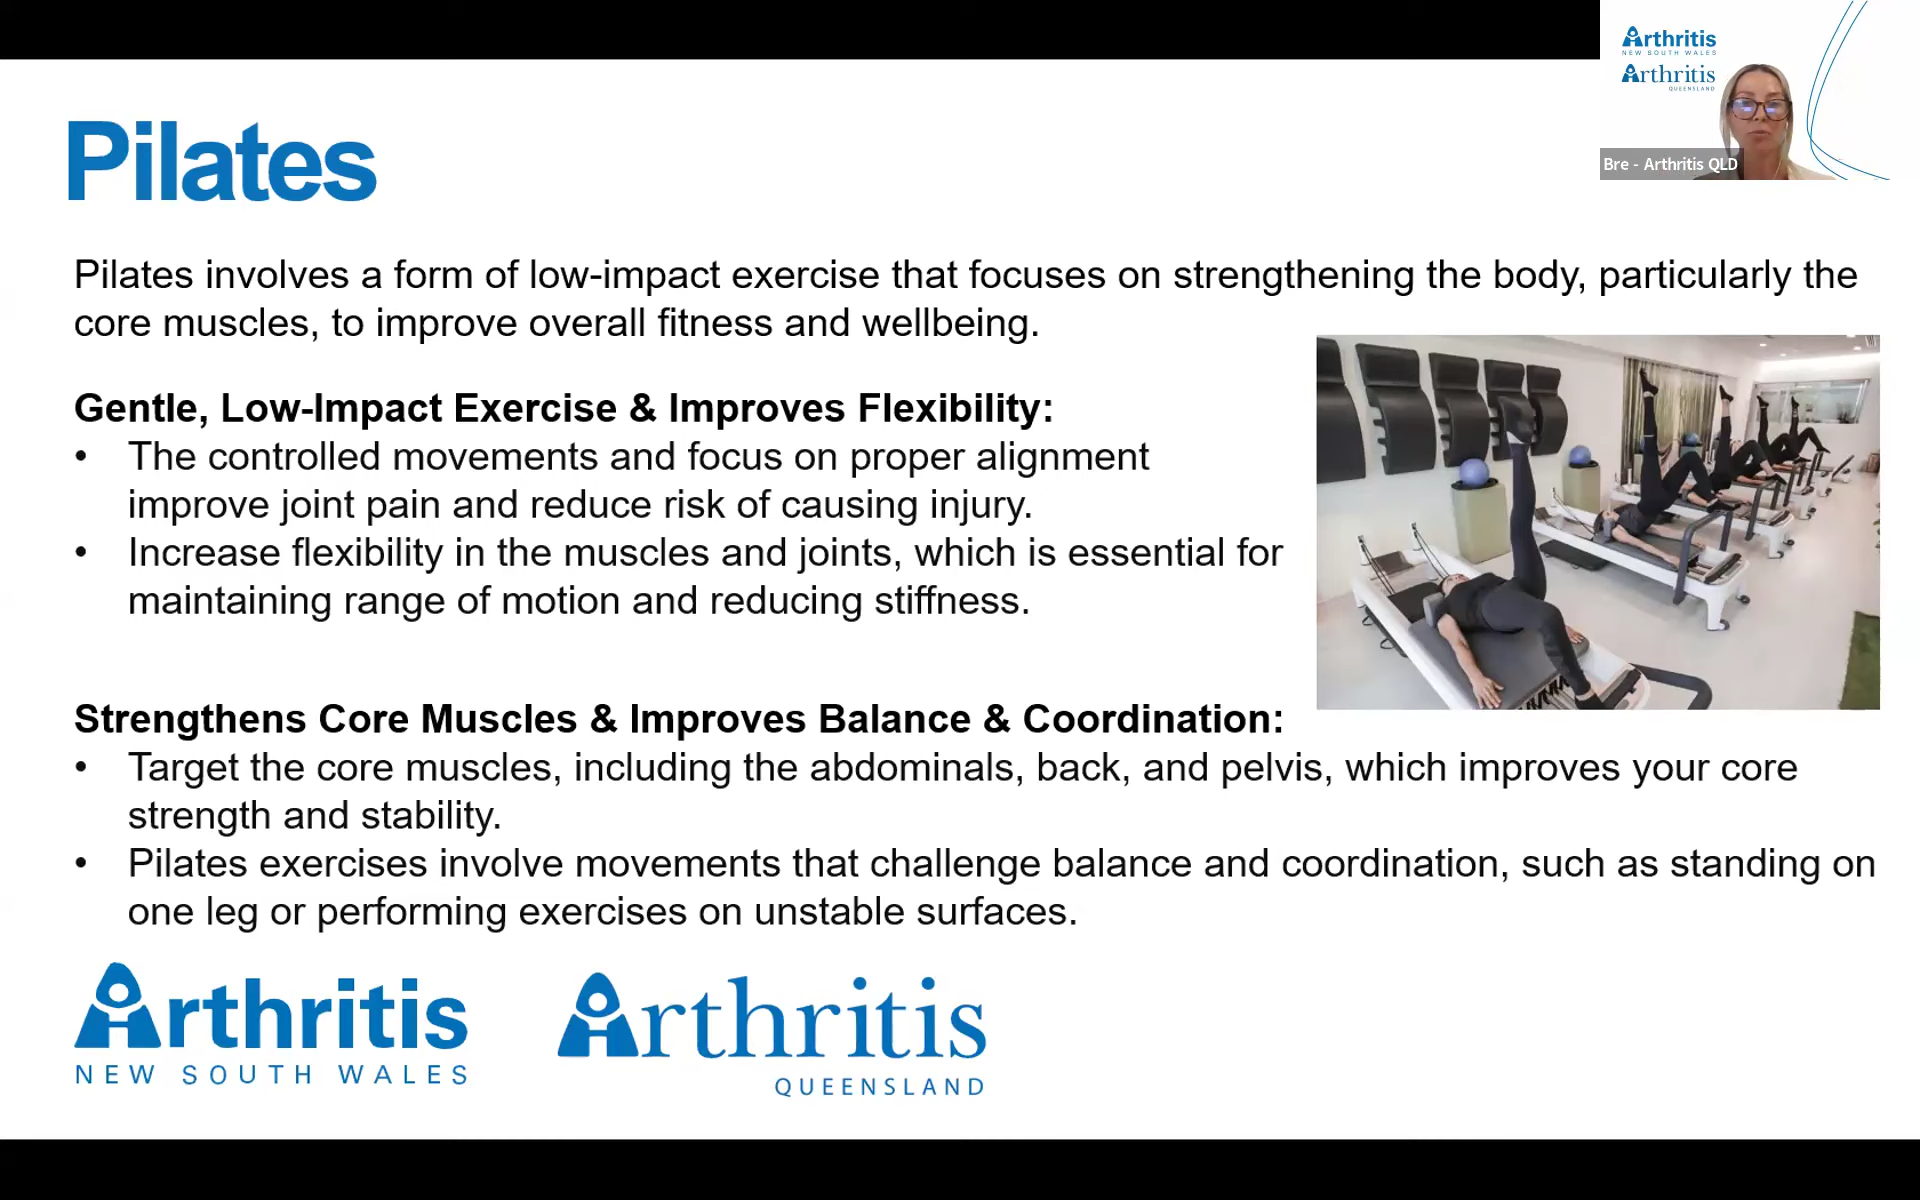 Arthritis
NEW SOUTH WALES
Arthritis
QUEENSLAND
Bre - Arthritis QLD
Pilates
Pilates involves a form of low-impact exercise that focuses on strengthening the body, particularly the
core muscles, to improve overall fitness and wellbeing.
Gentle, Low-Impact Exercise & Improves Flexibility:
• The controlled movements and focus on proper alignment
improve joint pain and reduce risk of causing injury.
• Increase flexibility in the muscles and joints, which is essential for
maintaining range of motion and reducing stiffness.
Strengthens Core Muscles & Improves Balance & Coordination:
• Target the core muscles, including the abdominals, back, and pelvis, which improves your core
strength and stability.
• Pilates exercises involve movements that challenge balance and coordination, such as standing on
one leg or performing exercises on unstable surfaces.
Arthritis
NEW SOUTH WALES
Arthritis
QUEENSLAND